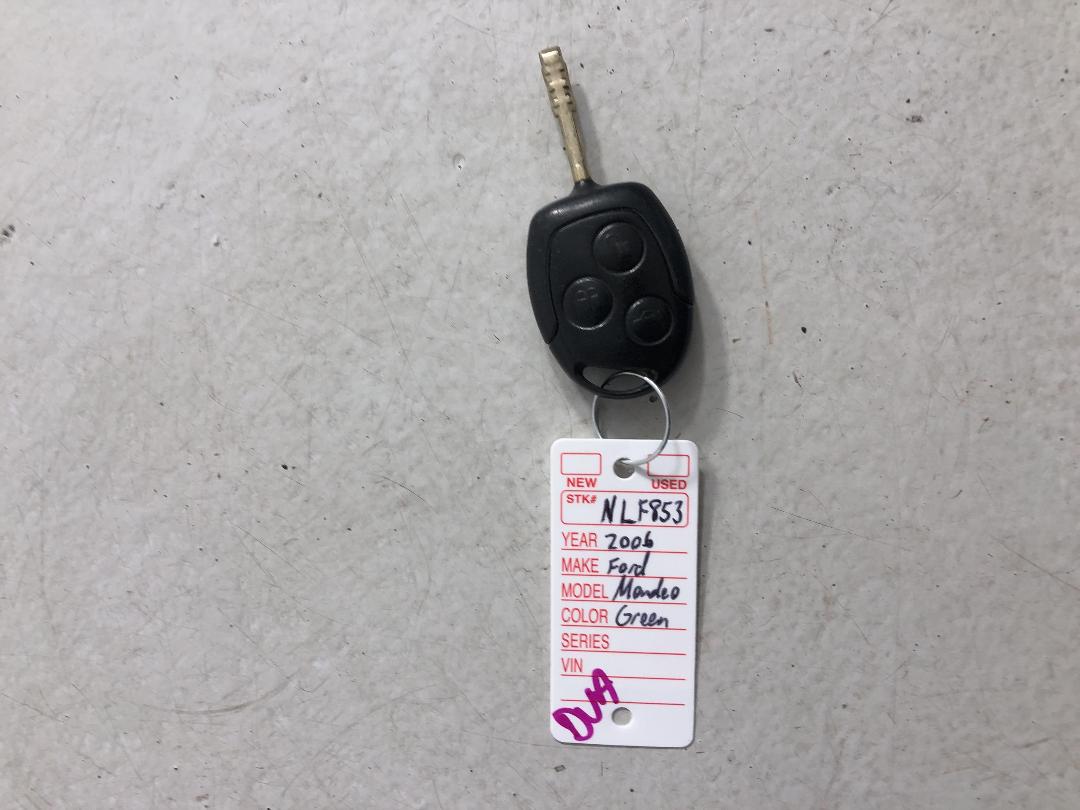 NEW USED
STK# NLF853
YEAR 2006
MAKE Ford
MODEL Mondeo
COLOR Green
SERIES
VIN